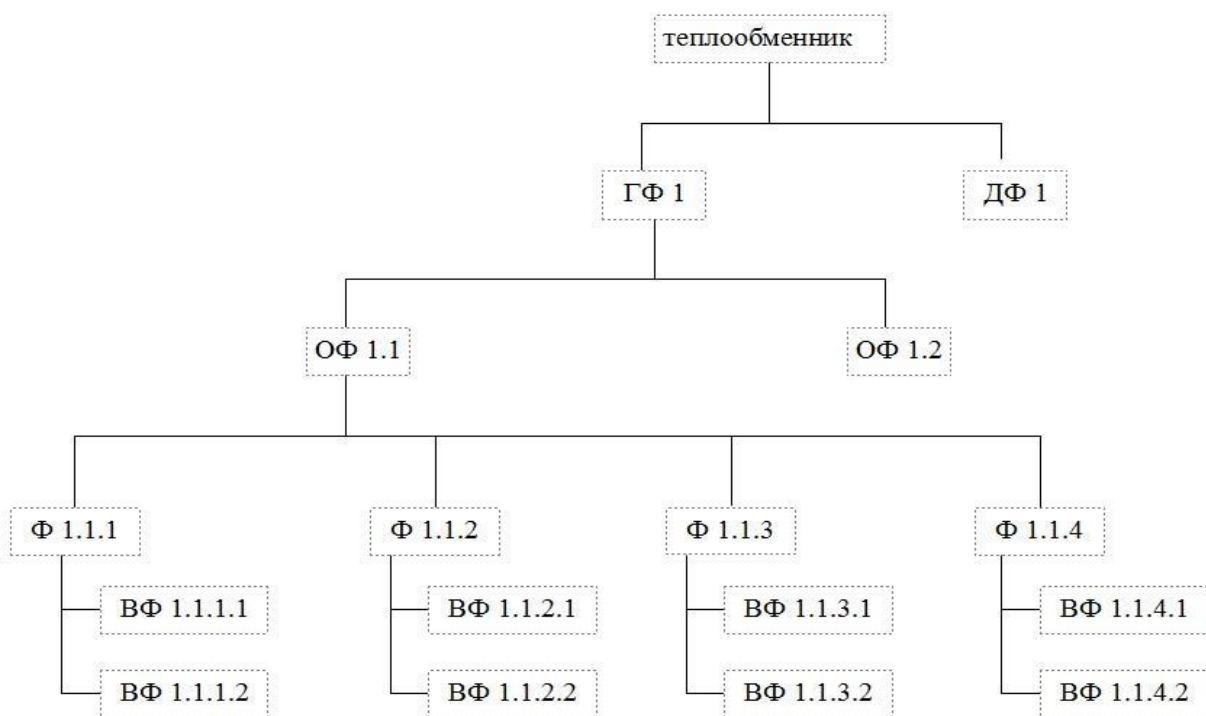 теплообменник
ГФ 1
ДФ 1
ОФ 1.1
ОФ 1.2
Ф 1.1.1
Ф 1.1.2
Ф 1.1.3
Ф 1.1.4
ВФ 1.1.1.1
ВФ 1.1.2.1
ВФ 1.1.3.1
ВФ 1.1.4.1
ВФ 1.1.1.2
ВФ 1.1.2.2
ВФ 1.1.3.2
ВФ 1.1.4.2